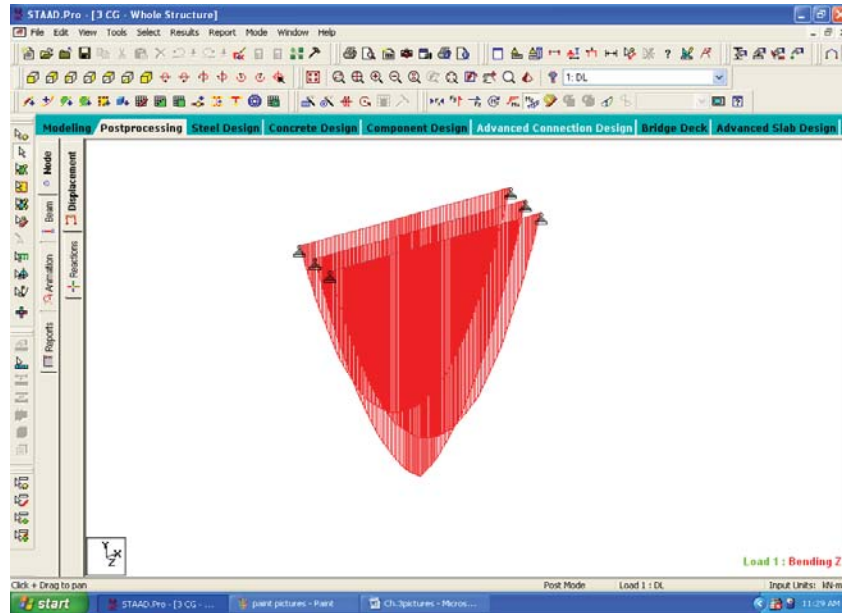 STAAD.Pro - [3 CG - Whole Structure]
File Edit View Tools Select Results Report Mode Window Help
1: DL
Modeling Postprocessing Steel Design Concrete Design Component Design Advanced Connection Design Bridge Deck Advanced Slab Design
Node
Beam
Animation
Reports
Displacement
Reactions
Y
X
Z
Load 1 : Bending Z
Click + Drag to pan
Post Mode
Load 1 : DL
Input Units: kN-m
start
STAAD.Pro - [3 CG - ...
paint pictures - Paint
Ch.3pictures - Micros...
11:29 AM